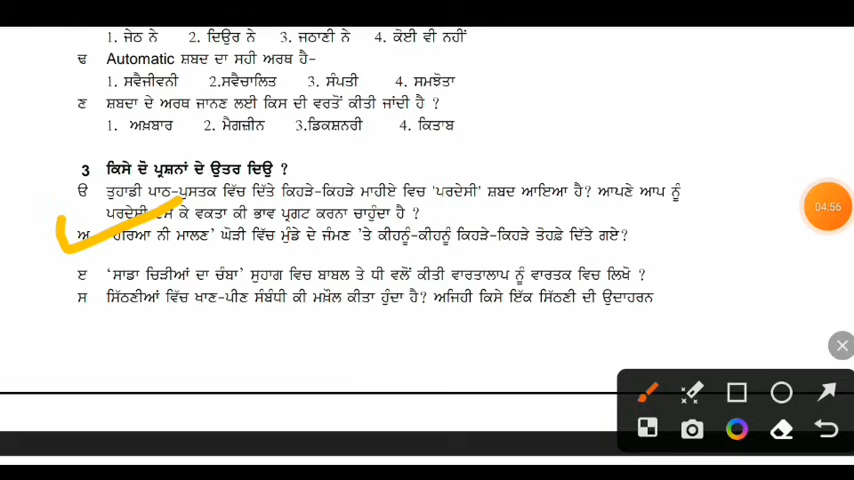 1. ਜੇਠ ਨੇ 2. ਦਿਉਰ ਨੇ 3. ਜਠਾਣੀ ਨੇ 4. ਕੋਈ ਵੀ ਨਹੀਂ
ਢ Automatic ਸ਼ਬਦ ਦਾ ਸਹੀ ਅਰਥ ਹੈ-
1. ਸਵੈਜੀਵਨੀ 2.ਸਵੈਚਾਲਿਤ 3. ਸੰਪਤੀ 4. ਸਮਝੋਤਾ
ਣ ਸ਼ਬਦਾ ਦੇ ਅਰਥ ਜਾਨਣ ਲਈ ਕਿਸ ਦੀ ਵਰਤੋਂ ਕੀਤੀ ਜਾਂਦੀ ਹੈ ?
1. ਅਖ਼ਬਾਰ 2. ਮੈਗਜ਼ੀਨ 3.ਡਿਕਸ਼ਨਰੀ 4. ਕਿਤਾਬ
3 ਕਿਸੇ ਦੋ ਪ੍ਰਸ਼ਨਾਂ ਦੇ ਉਤਰ ਦਿਉ ?
ੳ ਤੁਹਾਡੀ ਪਾਠ-ਪੁਸਤਕ ਵਿੱਚ ਦਿੱਤੇ ਕਿਹੜੇ-ਕਿਹੜੇ ਮਾਹੀਏ ਵਿਚ 'ਪਰਦੇਸੀ' ਸ਼ਬਦ ਆਇਆ ਹੈ? ਆਪਣੇ ਆਪ ਨੂੰ
ਪਰਦੇਸੀ ਕੇ ਵਕਤਾ ਕੀ ਭਾਵ ਪ੍ਰਗਟ ਕਰਨਾ ਚਾਹੁੰਦਾ ਹੈ ?
ਅ ਹਰਿਆ ਨੀ ਮਾਲਣ' ਘੋੜੀ ਵਿੱਚ ਮੁੰਡੇ ਦੇ ਜੰਮਣ 'ਤੇ ਕੀਹਨੂੰ-ਕੀਹਨੂੰ ਕਿਹੜੇ-ਕਿਹੜੇ ਤੋਹਫ਼ੇ ਦਿੱਤੇ ਗਏ?
ੲ 'ਸਾਡਾ ਚਿੜੀਆਂ ਦਾ ਚੰਬਾ' ਸੁਹਾਗ ਵਿਚ ਬਾਬਲ ਤੇ ਧੀ ਵਲੋਂ ਕੀਤੀ ਵਾਰਤਾਲਾਪ ਨੂੰ ਵਾਰਤਕ ਵਿਚ ਲਿਖੋ ?
ਸ ਸਿੱਠਣੀਆਂ ਵਿੱਚ ਖਾਣ-ਪੀਣ ਸੰਬੰਧੀ ਕੀ ਮਖ਼ੌਲ ਕੀਤਾ ਹੁੰਦਾ ਹੈ? ਅਜਿਹੀ ਕਿਸੇ ਇੱਕ ਸਿੱਠਣੀ ਦੀ ਉਦਾਹਰਨ
04:56